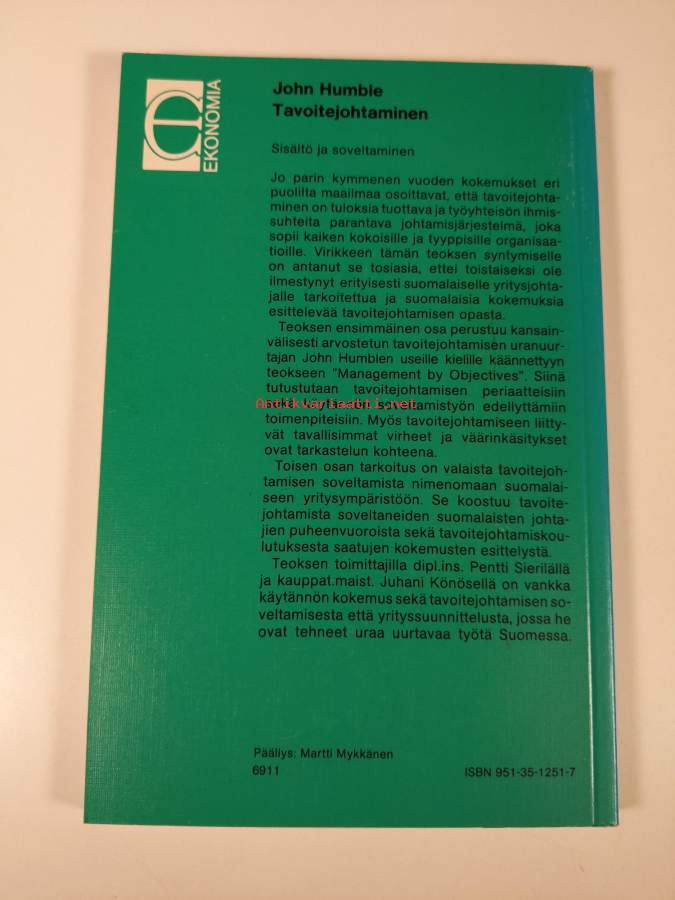 EKONOMIA
John Humble
Tavoitejohtaminen
Sisältö ja soveltaminen
Jo parin kymmenen vuoden kokemukset eri
puolilta maailmaa osoittavat, että tavoitejohta-
minen on tuloksia tuottava ja työyhteisön ihmis-
suhteita parantava johtamisjärjestelmä, joka
sopii kaiken kokoisille ja tyyppisille organisaa-
tioille. Virikkeen tämän teoksen syntymiselle
on antanut se tosiasia, ettei toistaiseksi ole
ilmestynyt erityisesti suomalaiselle yritysjohta-
jalle tarkoitettua ja suomalaisia kokemuksia
esittelevää tavoitejohtamisen opasta.
Teoksen ensimmäinen osa perustuu kansain-
välisesti arvostetun tavoitejohtamisen uranuur-
tajan John Humblen useille kielille käännettyyn
teokseen "Management by Objectives". Siinä
tutustutaan tavoitejohtamisen periaatteisiin
Antikvariaatti.net
sekä soveltamistyön edellyttämiin
toimenpiteisiin. Myös tavoitejohtamiseen liitty-
vät tavallisimmat virheet ja väärinkäsitykset
ovat tarkastelun kohteena.
Toisen osan tarkoitus on valaista tavoitejoh-
tamisen soveltamista nimenomaan suomalai-
seen yritysympäristöön. Se koostuu tavoite-
johtamista soveltaneiden suomalaisten johta-
jien puheenvuoroista sekä tavoitejohtamiskou-
lutuksesta saatujen kokemusten esittelystä.
Teoksen toimittajilla dipl.ins. Pentti Sierilällä
ja kauppat.maist. Juhani Könösellä on vankka
käytännön kokemus sekä tavoitejohtamisen so-
veltamisesta että yrityssuunnittelusta, jossa he
ovat tehneet uraa uurtavaa työtä Suomessa.
Päällys: Martti Mykkänen
6911
ISBN 951-35-1251-7